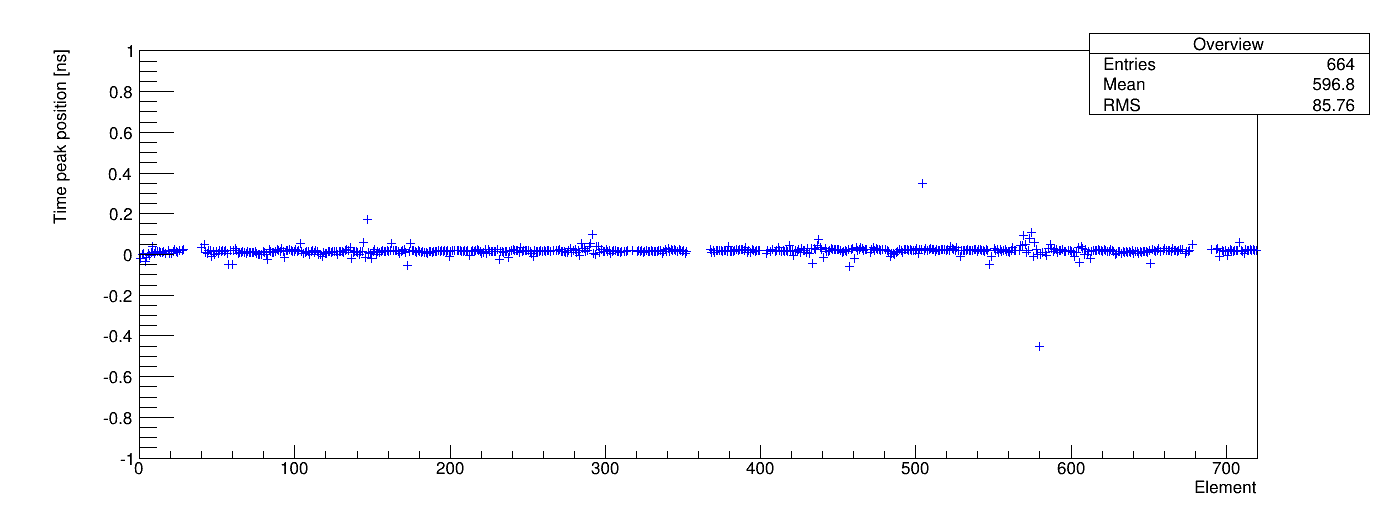 Overview
Entries 664
Mean 596.8
RMS 85.76
Time peak position [ns]
1
0.8
0.6
0.4
0.2
0
-0.2
-0.4
-0.6
-0.8
-1
0 100 200 300 400 500 600 700
Element